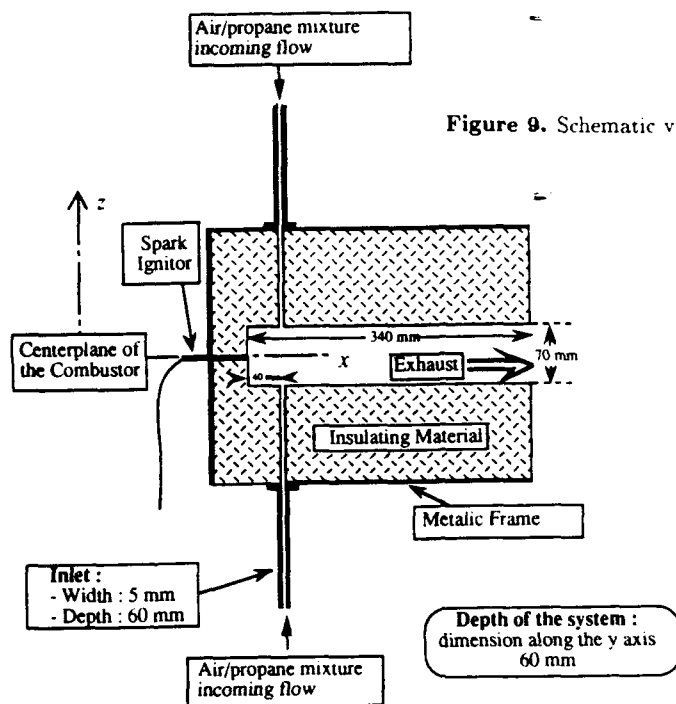 Air/propane mixture
incoming flow
Figure 9. Schematic v
z
Spark
Ignitor
340 mm
Centerplane of
the Combustor
x
70 mm
Exhaust
40 mm
Insulating Material
Metalic Frame
Inlet :
- Width : 5 mm
- Depth : 60 mm
Depth of the system :
dimension along the y axis
60 mm
Air/propane mixture
incoming flow